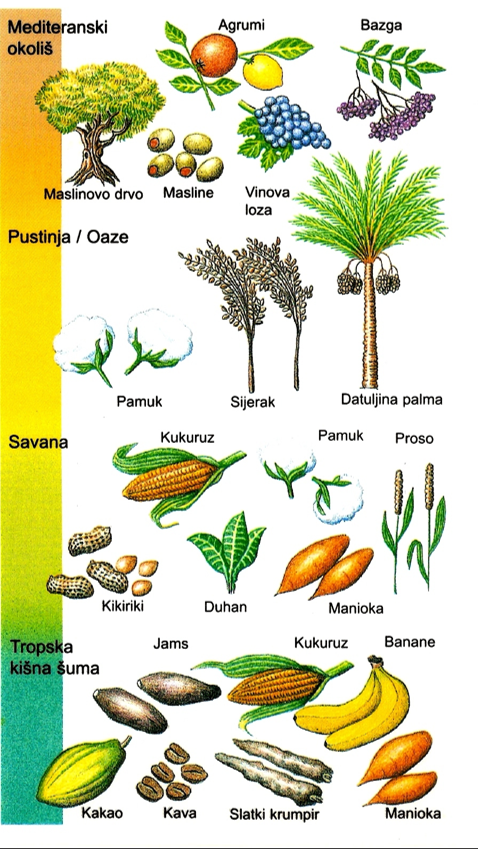 Mediteranski
okoliš
Agrumi
Bazga
Maslinovo drvo
Masline
Vinova
loza
Pustinja / Oaze
Pamuk
Sijerak
Datuljina palma
Savana
Kukuruz
Pamuk
Proso
Kikiriki
Duhan
Manioka
Tropska
kišna šuma
Jams
Kukuruz
Banane
Kakao
Kava
Slatki krumpir
Manioka